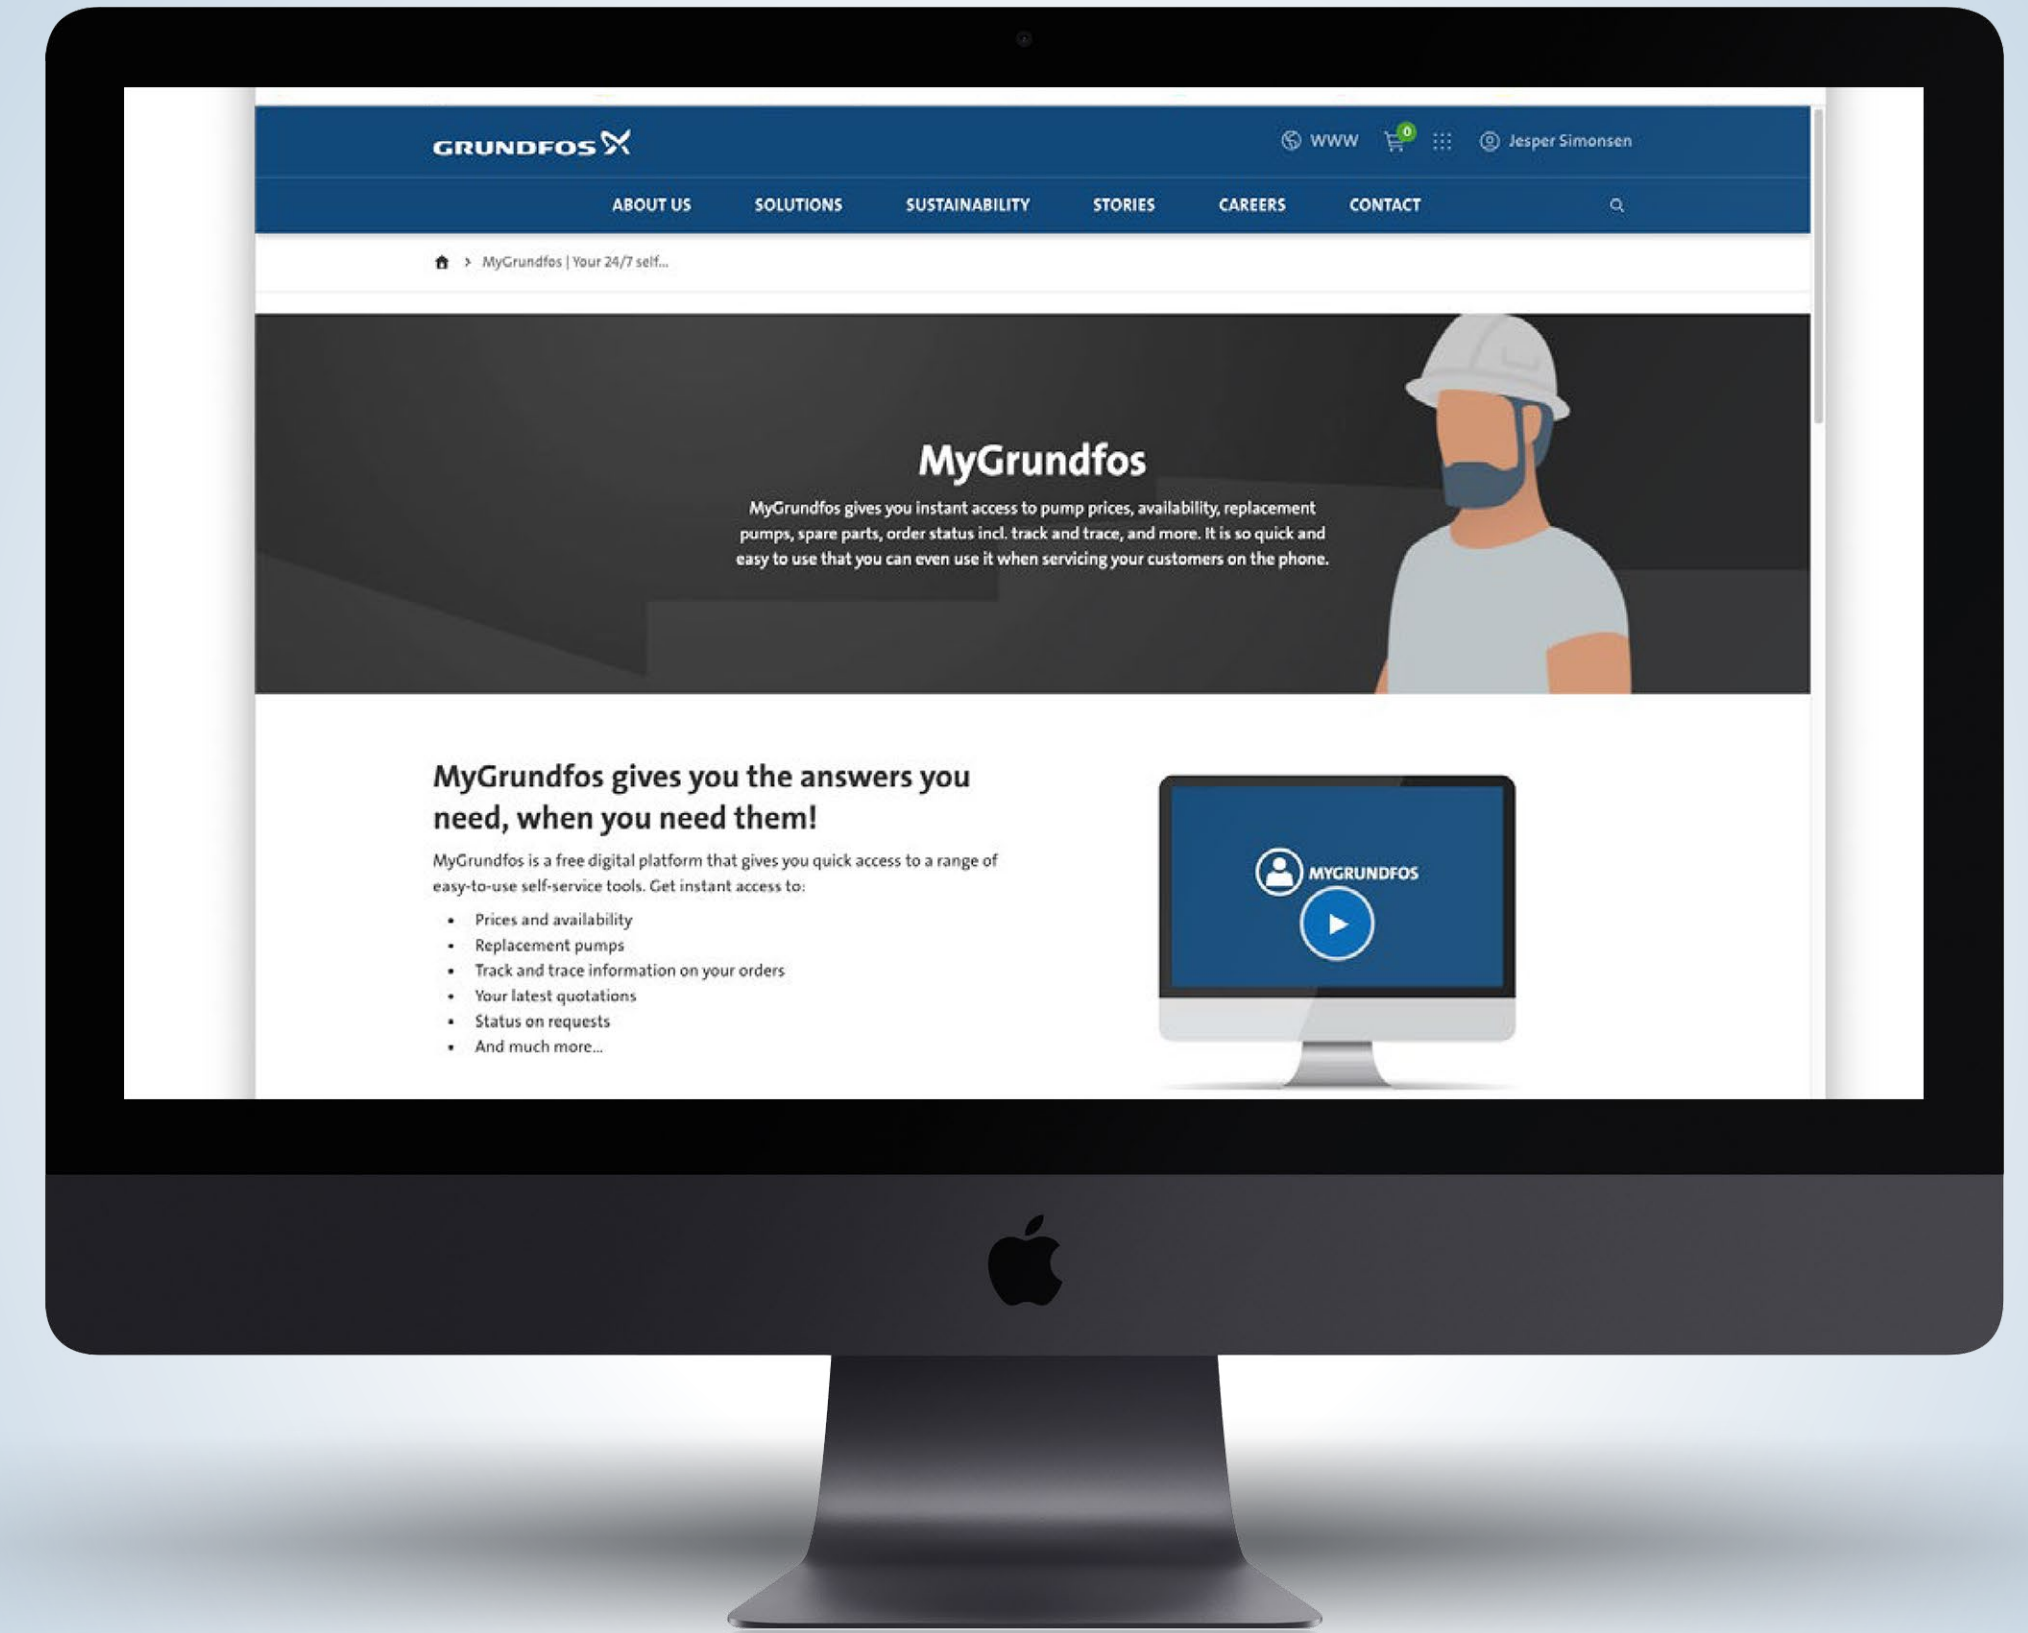 GRUNDFOS
WWW 0 Jesper Simonsen
ABOUT US SOLUTIONS SUSTAINABILITY STORIES CAREERS CONTACT
> MyGrundfos | Your 24/7 self...
MyGrundfos
MyGrundfos gives you instant access to pump prices, availability, replacement
pumps, spare parts, order status incl. track and trace, and more. It is so quick and
easy to use that you can even use it when servicing your customers on the phone.
MyGrundfos gives you the answers you
need, when you need them!
MyGrundfos is a free digital platform that gives you quick access to a range of
easy-to-use self-service tools. Get instant access to:
• Prices and availability
• Replacement pumps
• Track and trace information on your orders
• Your latest quotations
• Status on requests
• And much more...
MYGRUNDFOS